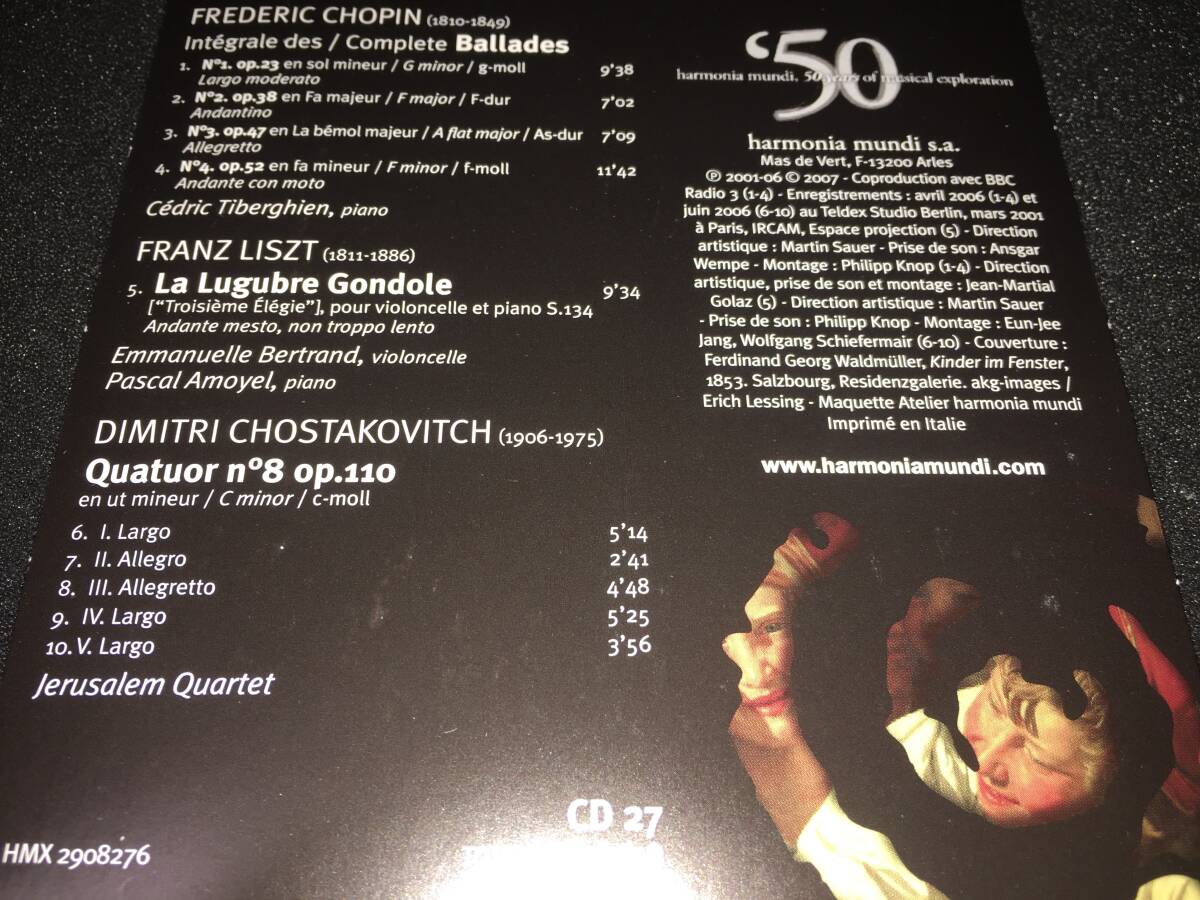 FREDERIC CHOPIN (1810-1849)
Intégrale des / Complete Ballades
1. Nº1. op.23 en sol mineur / G minor / g-moll 9'38
Largo moderato
2. Nº2. op.38 en Fa majeur / F major / F-dur 7'02
Andantino
3. Nº3. op.47 en La bémol majeur / A flat major / As-dur 7'09
Allegretto
4. Nº4. op.52 en fa mineur / F minor / f-moll 11'42
Andante con moto
Cédric Tiberghien, piano
FRANZ LISZT (1811-1886)
5. La Lugubre Gondole 9'34
["Troisième Élégie"], pour violoncelle et piano S.134
Andante mesto, non troppo lento
Emmanuelle Bertrand, violoncelle
Pascal Amoyel, piano
DIMITRI CHOSTAKOVITCH (1906-1975)
Quatuor nº8 op.110
en ut mineur / C minor / c-moll
6. I. Largo 5'14
7. II. Allegro 2'41
8. III. Allegretto 4'48
9. IV. Largo 5'25
10. V. Largo 3'56
Jerusalem Quartet
HMX 2908276
CD 27
50
harmonia mundi, 50 years of musical exploration
harmonia mundi s.a.
Mas de Vert, F-13200 Arles
℗ 2001-06 © 2007 - Coproduction avec BBC
Radio 3 (1-4) - Enregistrements : avril 2006 (1-4) et
juin 2006 (6-10) au Teldex Studio Berlin, mars 2001
à Paris, IRCAM, Espace projection (5) - Direction
artistique : Martin Sauer - Prise de son : Ansgar
Wempe - Montage : Philipp Knop (1-4) - Direction
artistique, prise de son et montage : Jean-Martial
Golaz (5) - Direction artistique : Martin Sauer
- Prise de son : Philipp Knop - Montage : Eun-Jee
Jang, Wolfgang Schiefermair (6-10) - Couverture :
Ferdinand Georg Waldmüller, Kinder im Fenster,
1853. Salzbourg, Residenzgalerie. akg-images /
Erich Lessing - Maquette Atelier harmonia mundi
Imprimé en Italie
www.harmoniamundi.com